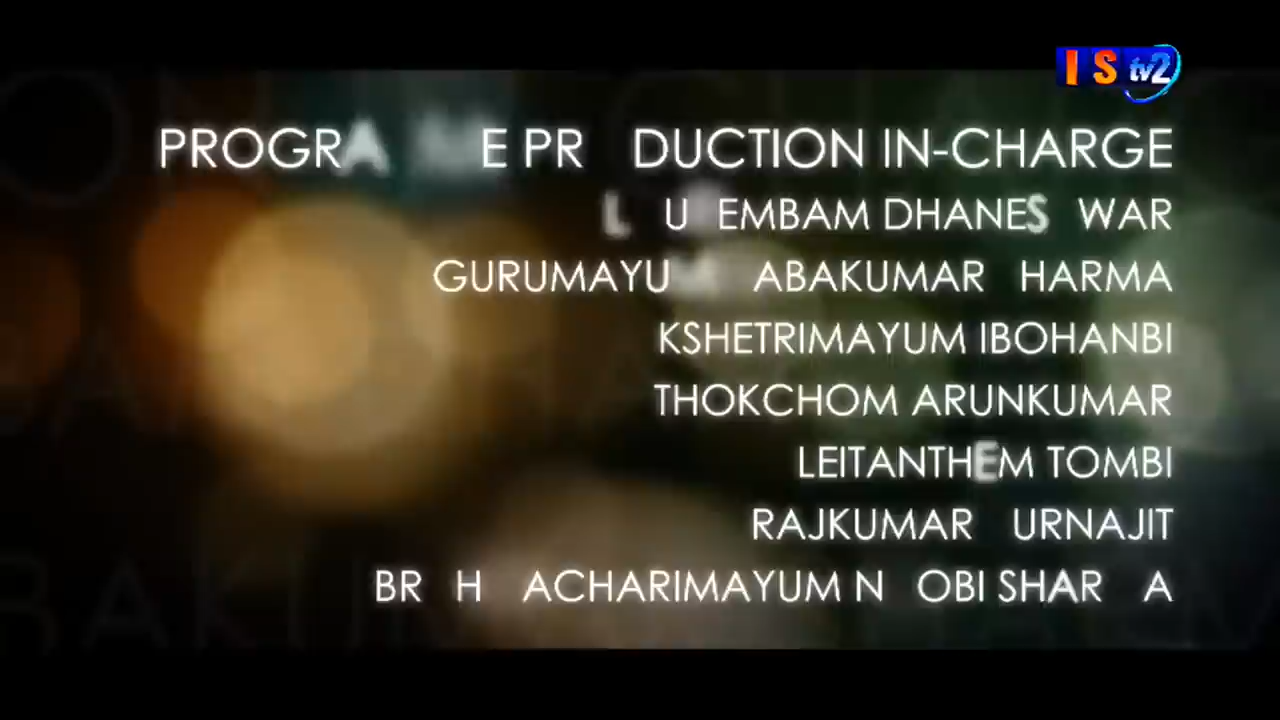 IS tv2
PROGRA E PR DUCTION IN-CHARGE
L U EMBAM DHANES WAR
GURUMAYUM ABAKUMAR HARMA
KSHETRIMAYUM IBOHANBI
THOKCHOM ARUNKUMAR
LEITANTHEM TOMBI
RAJKUMAR URNAJIT
BR H ACHARIMAYUM N OBI SHAR A